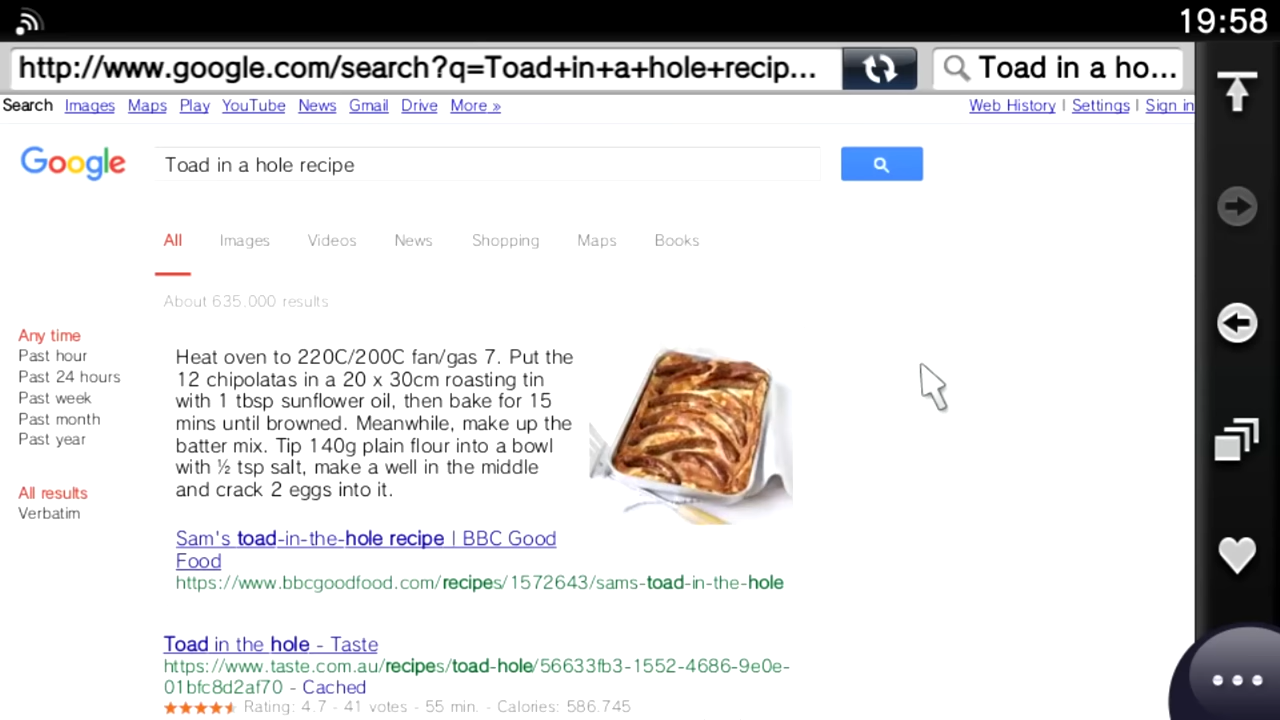 19:58
http://www.google.com/search?q=Toad+in+a+hole+recip...
Toad in a ho...
Search Images Maps Play YouTube News Gmail Drive More »
Web History | Settings | Sign in
Google
Toad in a hole recipe
All Images Videos News Shopping Maps Books
About 635.000 results
Any time
Past hour
Past 24 hours
Past week
Past month
Past year
All results
Verbatim
Heat oven to 220C/200C fan/gas 7. Put the
12 chipolatas in a 20 x 30cm roasting tin
with 1 tbsp sunflower oil, then bake for 15
mins until browned. Meanwhile, make up the
batter mix. Tip 140g plain flour into a bowl
with ½ tsp salt, make a well in the middle
and crack 2 eggs into it.
Sam's toad-in-the-hole recipe | BBC Good
Food
https://www.bbcgoodfood.com/recipes/1572643/sams-toad-in-the-hole
Toad in the hole - Taste
https://www.taste.com.au/recipes/toad-hole/56633fb3-1552-4686-9e0e-
01bfc8d2af70 - Cached
Rating: 4.7 - 41 votes - 55 min. - Calories: 586.745